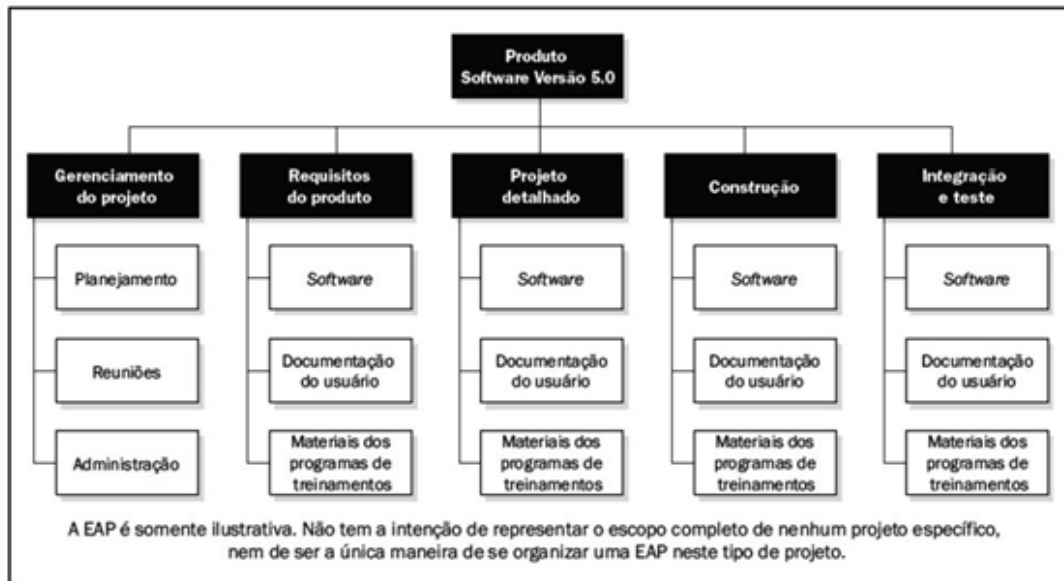 Produto
Software Versão 5.0
Gerenciamento
do projeto
Requisitos
do produto
Projeto
detalhado
Construção
Integração
e teste
Planejamento
Software
Software
Software
Software
Reuniões
Documentação
do usuário
Documentação
do usuário
Documentação
do usuário
Documentação
do usuário
Administração
Materiais dos
programas de
treinamentos
Materiais dos
programas de
treinamentos
Materiais dos
programas de
treinamentos
Materiais dos
programas de
treinamentos
A EAP é somente ilustrativa. Não tem a intenção de representar o escopo completo de nenhum projeto específico,
nem de ser a única maneira de se organizar uma EAP neste tipo de projeto.